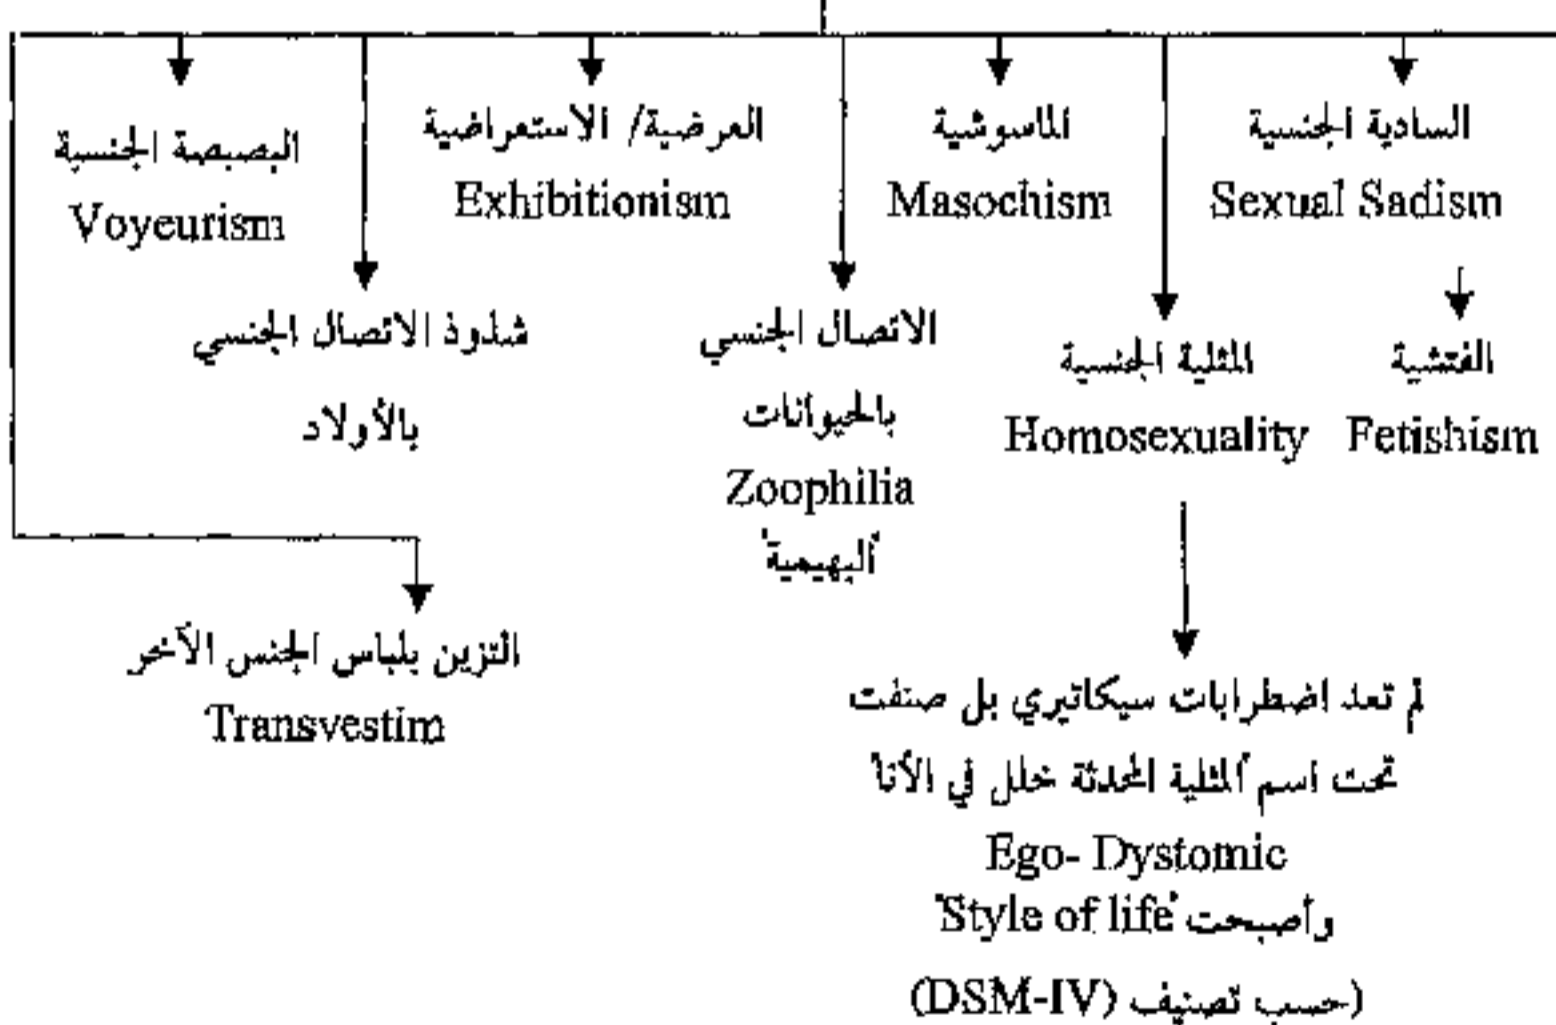 السادية الجنسية
Sexual Sadism
الماسوشية
Masochism
العرضية/ الاستعراضية
Exhibitionism
البصبصة الجنسية
Voyeurism
الفتشية
Fetishism
المثلية الجنسية
Homosexuality
الاتصال الجنسي
بالحيوانات
Zoophilia
"البهيمية"
شذوذ الاتصال الجنسي
بالأولاد
التزين بلباس الجنس الآخر
Transvestim
لم تعد اضطرابات سيكاتيري بل صنفت
تحت اسم "المثلية المحدثة خلل في الأنا"
Ego- Dystomic
وأصبحت "Style of life"
(حسب تصنيف (DSM-IV)